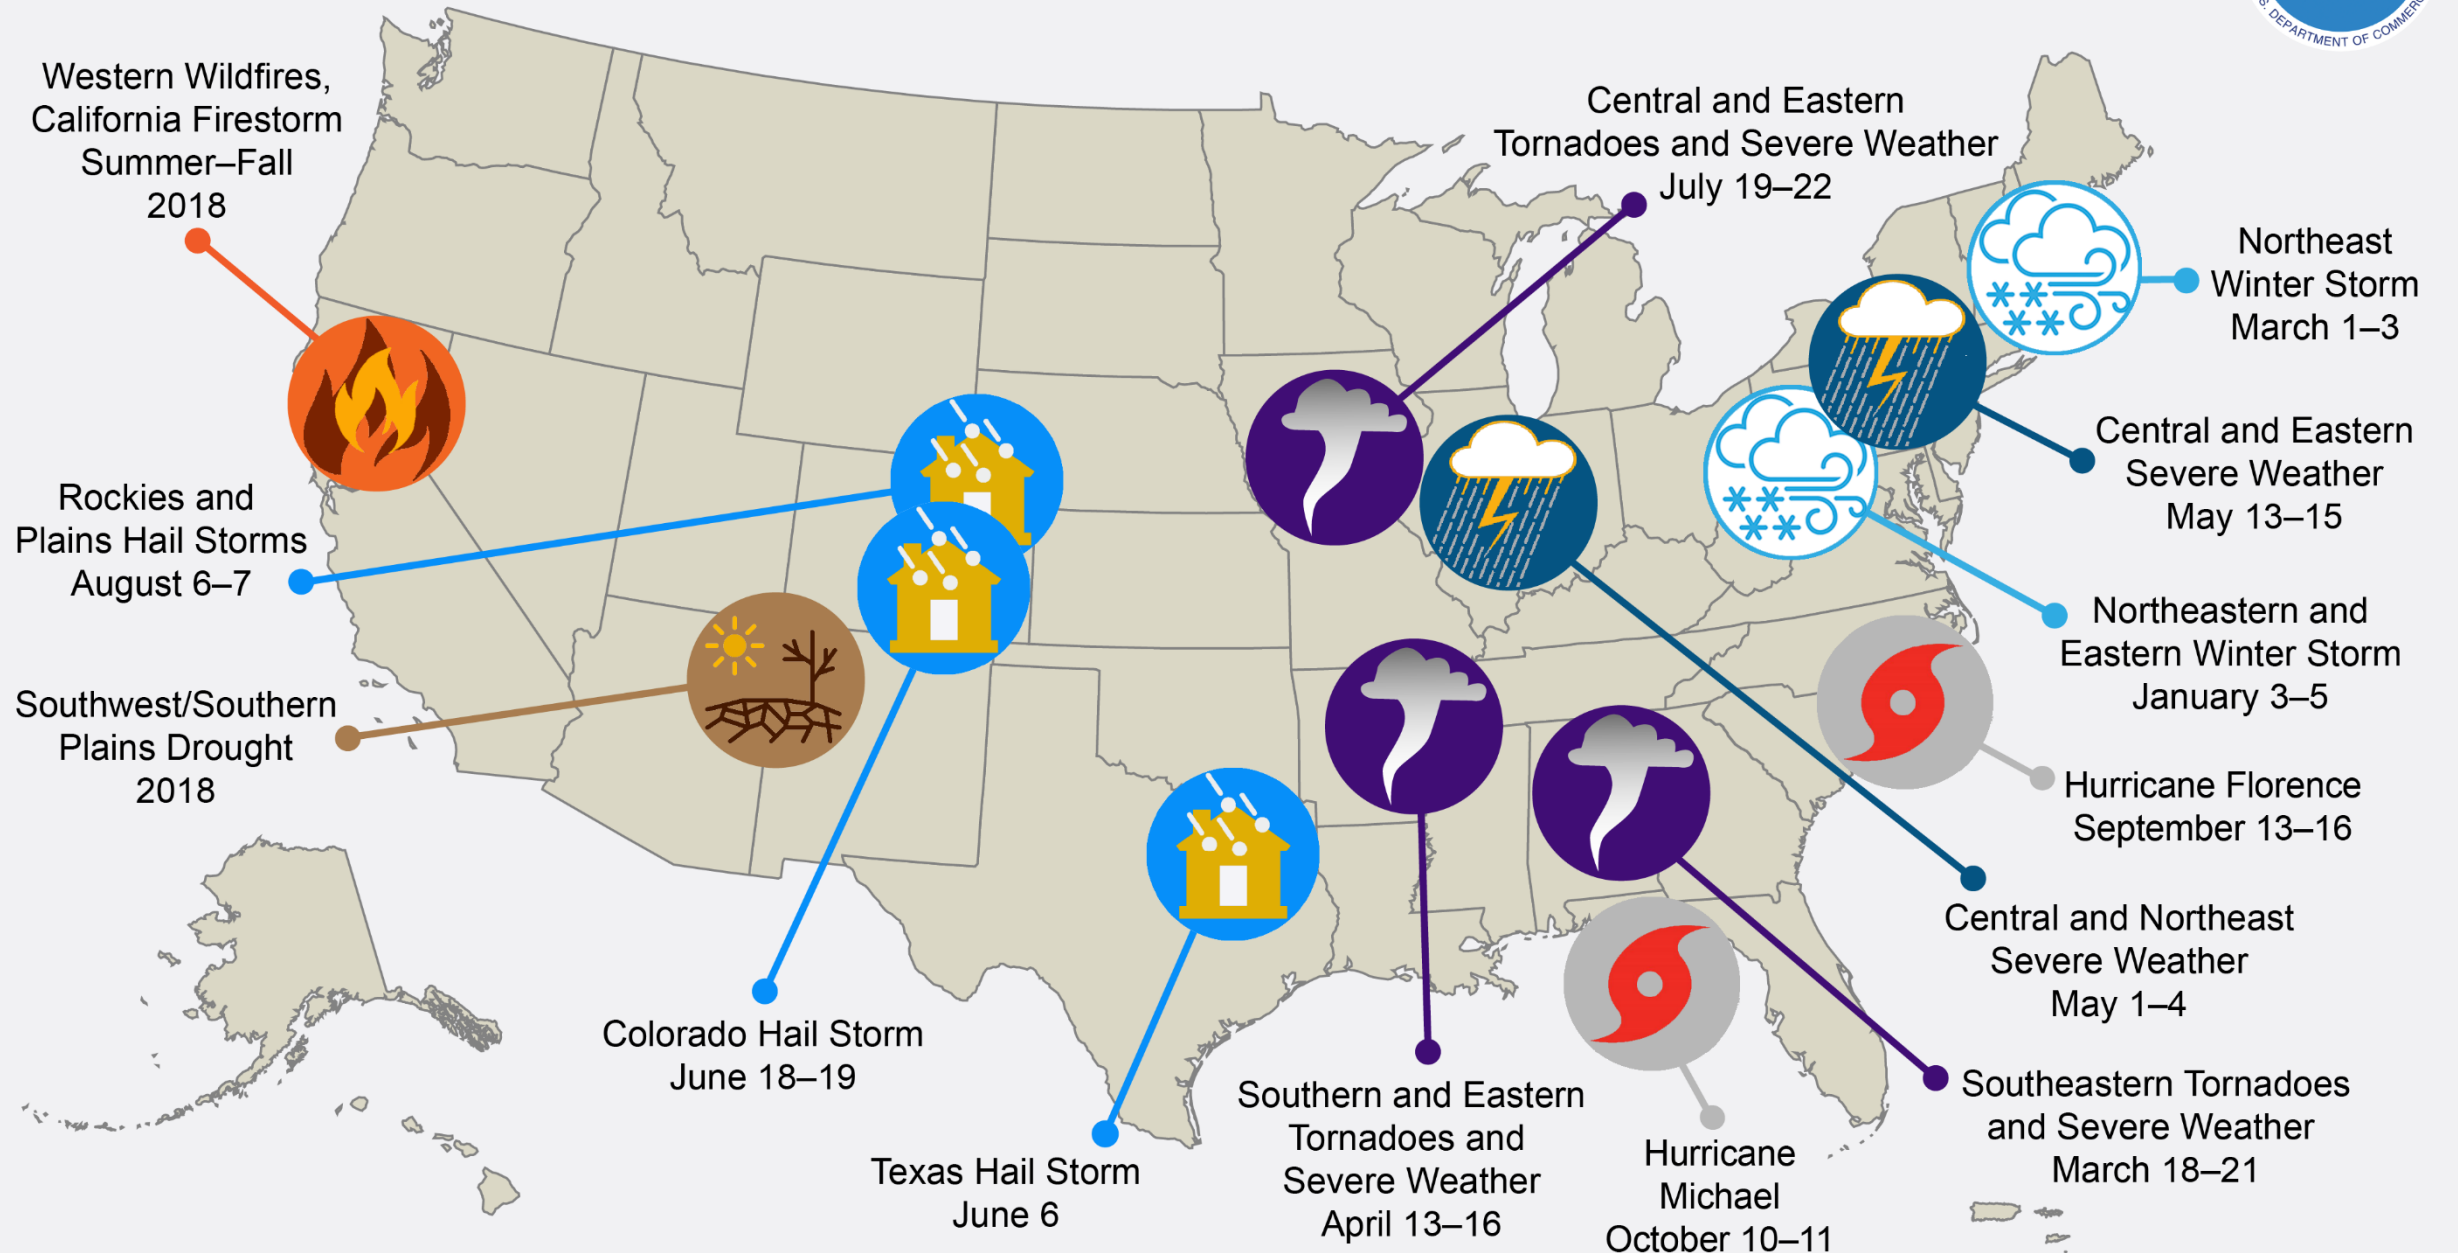 S. DEPARTMENT OF COMMER
Western Wildfires,
California Firestorm
Summer–Fall
2018
Central and Eastern
Tornadoes and Severe Weather
July 19–22
Northeast
Winter Storm
March 1–3
Rockies and
Plains Hail Storms
August 6–7
Central and Eastern
Severe Weather
May 13–15
Northeastern and
Eastern Winter Storm
January 3–5
Southwest/Southern
Plains Drought
2018
Hurricane Florence
September 13–16
Central and Northeast
Severe Weather
May 1–4
Colorado Hail Storm
June 18–19
Texas Hail Storm
June 6
Southern and Eastern
Tornadoes and
Severe Weather
April 13–16
Hurricane
Michael
October 10–11
Southeastern Tornadoes
and Severe Weather
March 18–21